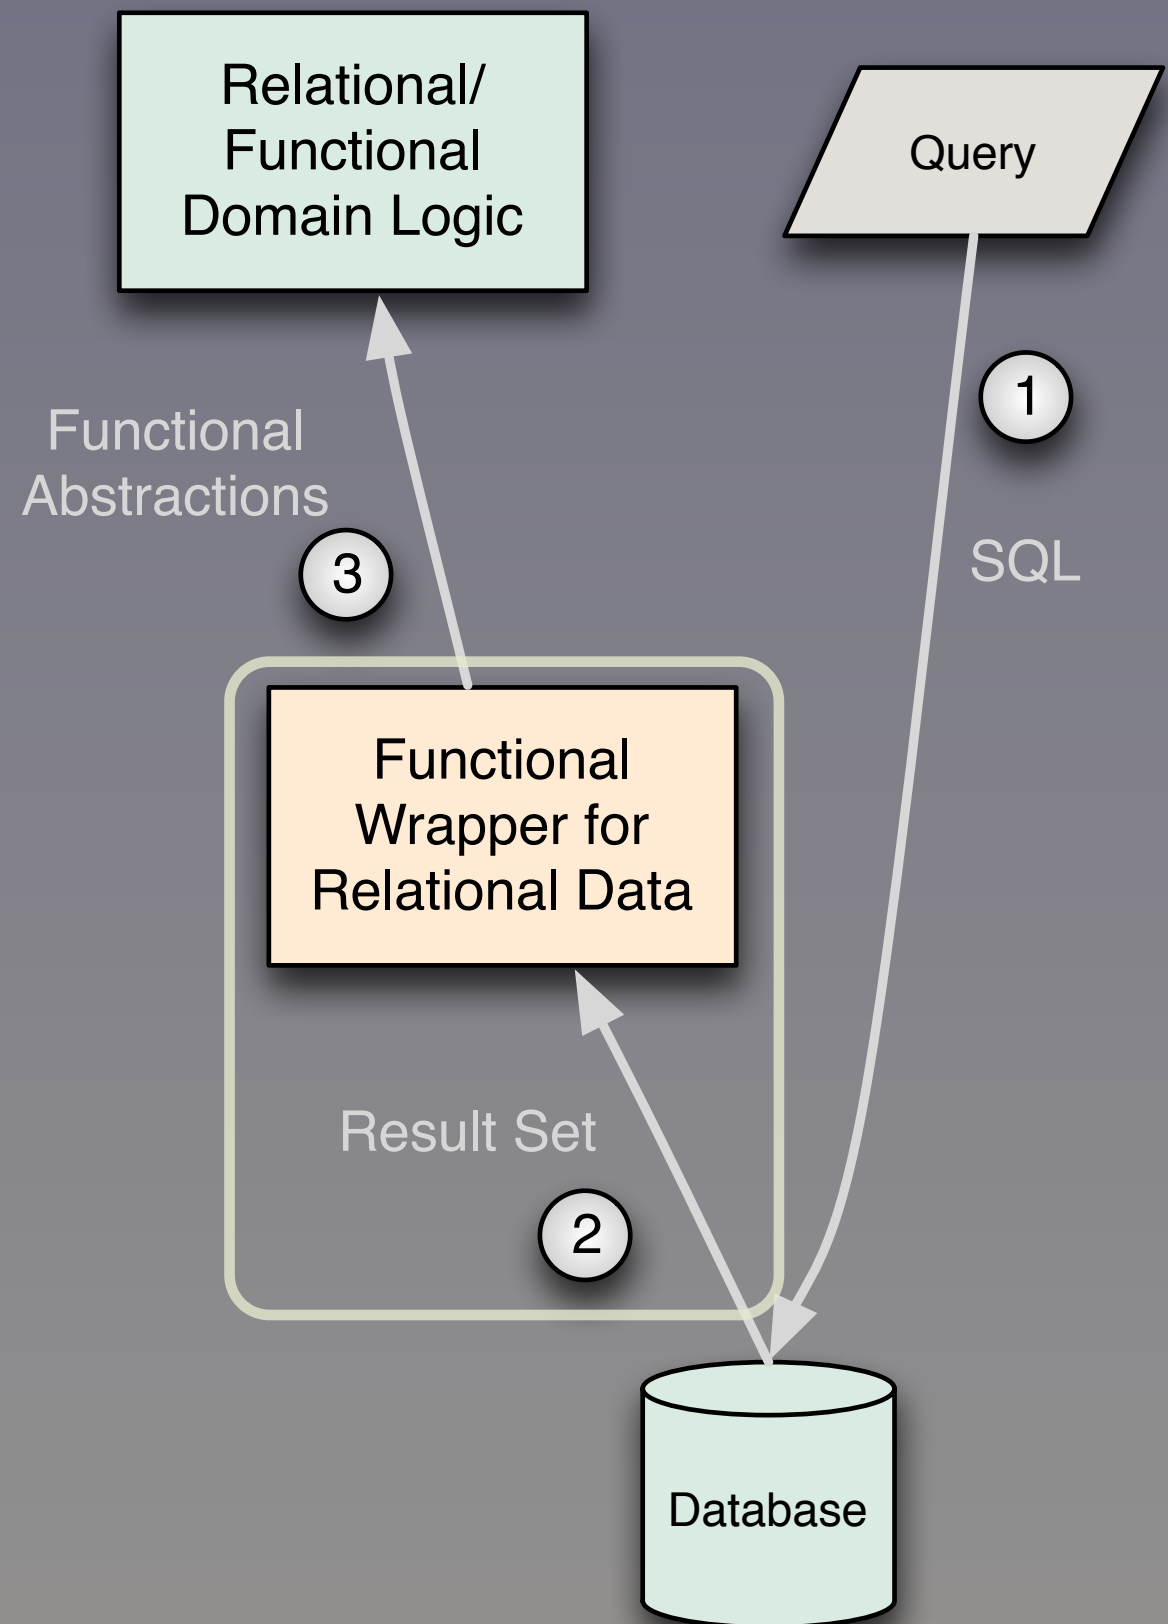 Relational/
Functional
Domain Logic
Query
1
Functional
Abstractions
SQL
3
Functional
Wrapper for
Relational Data
Result Set
2
Database